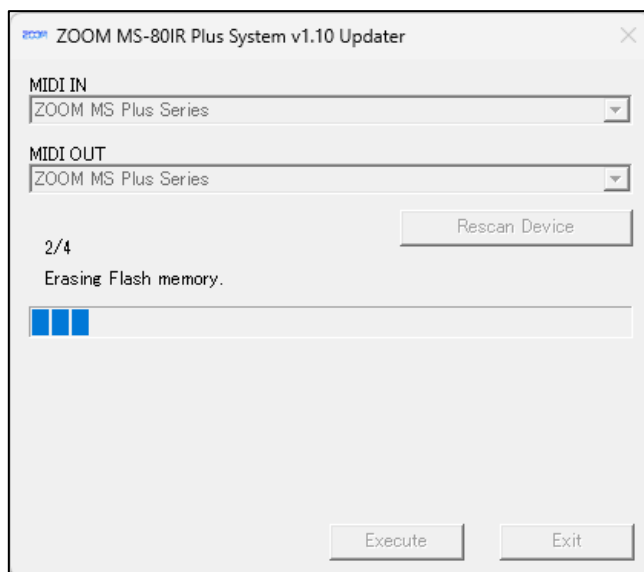 ZOOM ZOOM MS-80IR Plus System v1.10 Updater
MIDI IN
ZOOM MS Plus Series
MIDI OUT
ZOOM MS Plus Series
Rescan Device
2/4
Erasing Flash memory.
Execute Exit